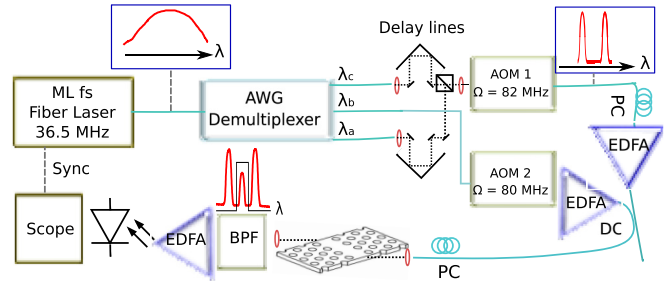 λ
λ
Delay lines
ML fs
Fiber Laser
36.5 MHz
AWG
Demultiplexer
λc
λb
λa
AOM 1
Ω = 82 MHz
PC
EDFA
Sync
AOM 2
Ω = 80 MHz
EDFA
DC
λ
Scope
EDFA
BPF
PC